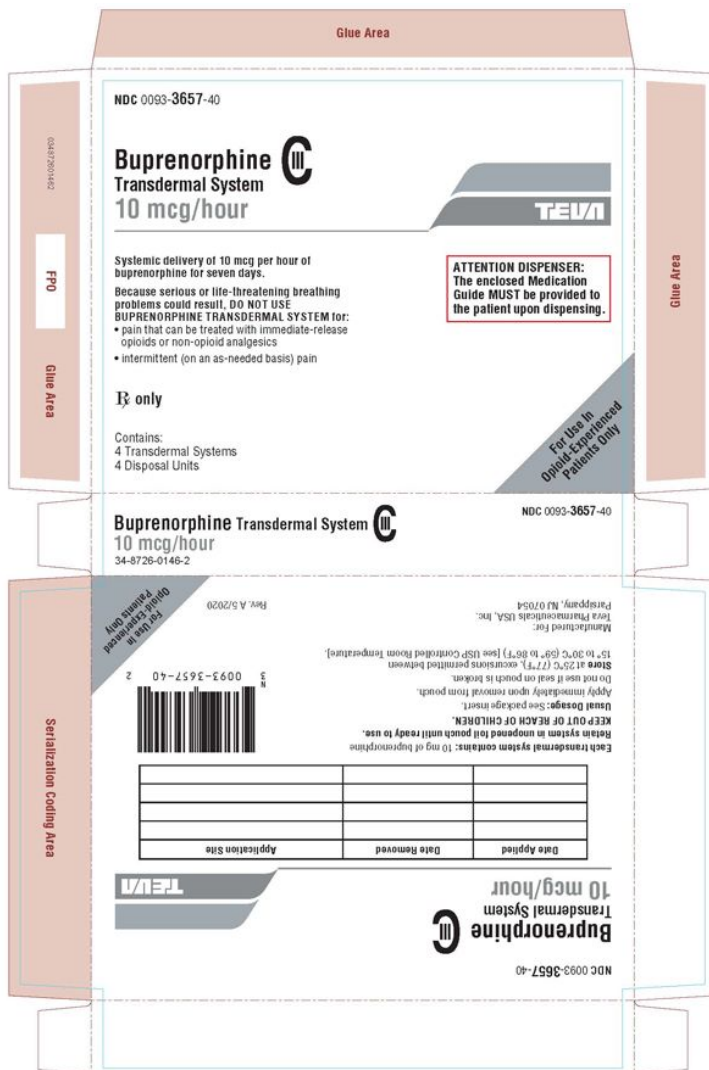 Glue Area
NDC 0093-3657-40
Buprenorphine CIII
Transdermal System
10 mcg/hour
TEVA
Systemic delivery of 10 mcg per hour of
buprenorphine for seven days.
Because serious or life-threatening breathing
problems could result, DO NOT USE
BUPRENORPHINE TRANSDERMAL SYSTEM for:
• pain that can be treated with immediate-release
opioids or non-opioid analgesics
• intermittent (on an as-needed basis) pain
ATTENTION DISPENSER:
The enclosed Medication
Guide MUST be provided to
the patient upon dispensing.
℞ only
Contains:
4 Transdermal Systems
4 Disposal Units
For Use In
Opioid-Experienced
Patients Only
034872601462
FPO
Glue Area
Glue Area
Buprenorphine Transdermal System CIII
10 mcg/hour
34-8726-0146-2
NDC 0093-3657-40
NDC 0093-3657-40
Buprenorphine CIII
Transdermal System
10 mcg/hour
TEVA
Date Applied Date Removed Application Site
Each transdermal system contains: 10 mg of buprenorphine
Retain system in unopened foil pouch until ready to use.
KEEP OUT OF REACH OF CHILDREN.
Usual Dosage: See package insert.
Apply immediately upon removal from pouch.
Do not use if seal on pouch is broken.
Store at 25°C (77°F), excursions permitted between
15° to 30°C (59° to 86°F) [see USP Controlled Room Temperature].
Manufactured For:
Teva Pharmaceuticals USA, Inc.
Parsippany, NJ 07054
Rev. A 5/2020
N
3 0093-3657-40 2
For Use In
Opioid-Experienced
Patients Only
Serialization Coding Area